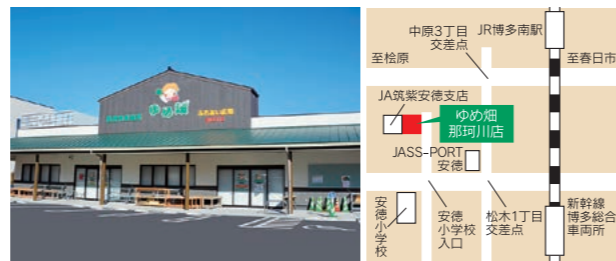 ゆめ畑
中原3丁目
交差点
JR博多南駅
至桧原
至春日市
JA筑紫安徳支店
ゆめ畑
那珂川店
JASS-PORT
安徳
安徳
小学校
安徳
小学校
入口
松木1丁目
交差点
新幹線
博多総合
車両所